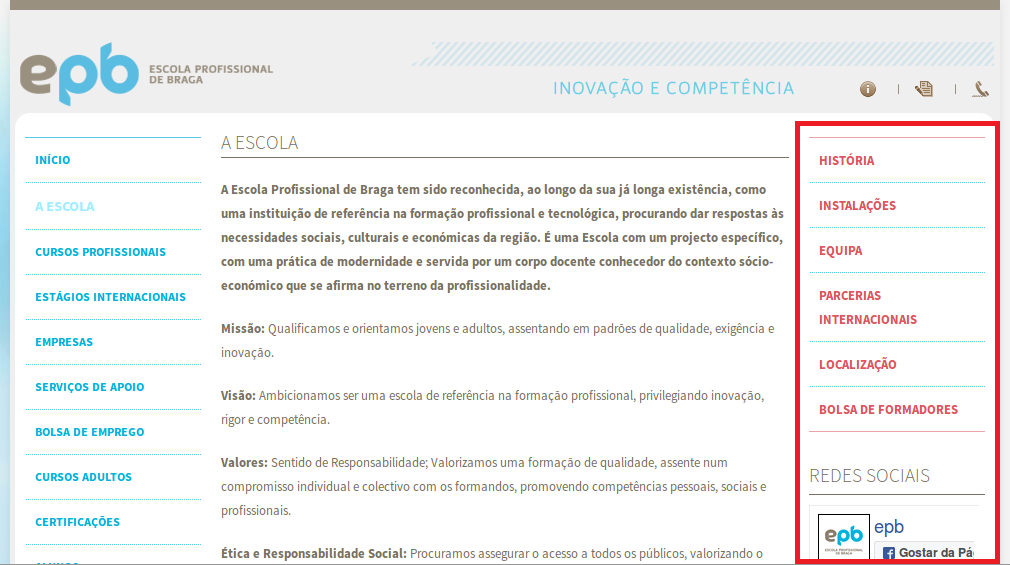 epb
ESCOLA PROFISSIONAL
DE BRAGA
INOVAÇÃO E COMPETÊNCIA
INÍCIO
A ESCOLA
CURSOS PROFISSIONAIS
ESTÁGIOS INTERNACIONAIS
EMPRESAS
SERVIÇOS DE APOIO
BOLSA DE EMPREGO
CURSOS ADULTOS
CERTIFICAÇÕES
ALUNOS
A ESCOLA
A Escola Profissional de Braga tem sido reconhecida, ao longo da sua já longa existência, como
uma instituição de referência na formação profissional e tecnológica, procurando dar respostas às
necessidades sociais, culturais e económicas da região. É uma Escola com um projecto específico,
com uma prática de modernidade e servida por um corpo docente conhecedor do contexto sócio-
económico que se afirma no terreno da profissionalidade.
Missão: Qualificamos e orientamos jovens e adultos, assentando em padrões de qualidade, exigência e
inovação.
Visão: Ambicionamos ser uma escola de referência na formação profissional, privilegiando inovação,
rigor e competência.
Valores: Sentido de Responsabilidade; Valorizamos uma formação de qualidade, assente num
compromisso individual e colectivo com os formandos, promovendo competências pessoais, sociais e
profissionais.
Ética e Responsabilidade Social: Procuramos assegurar o acesso a todos os públicos, valorizando o
HISTÓRIA
INSTALAÇÕES
EQUIPA
PARCERIAS
INTERNACIONAIS
LOCALIZAÇÃO
BOLSA DE FORMADORES
REDES SOCIAIS
epb
ESCOLA PROFISSIONAL
DE BRAGA
epb
Gostar da Pá